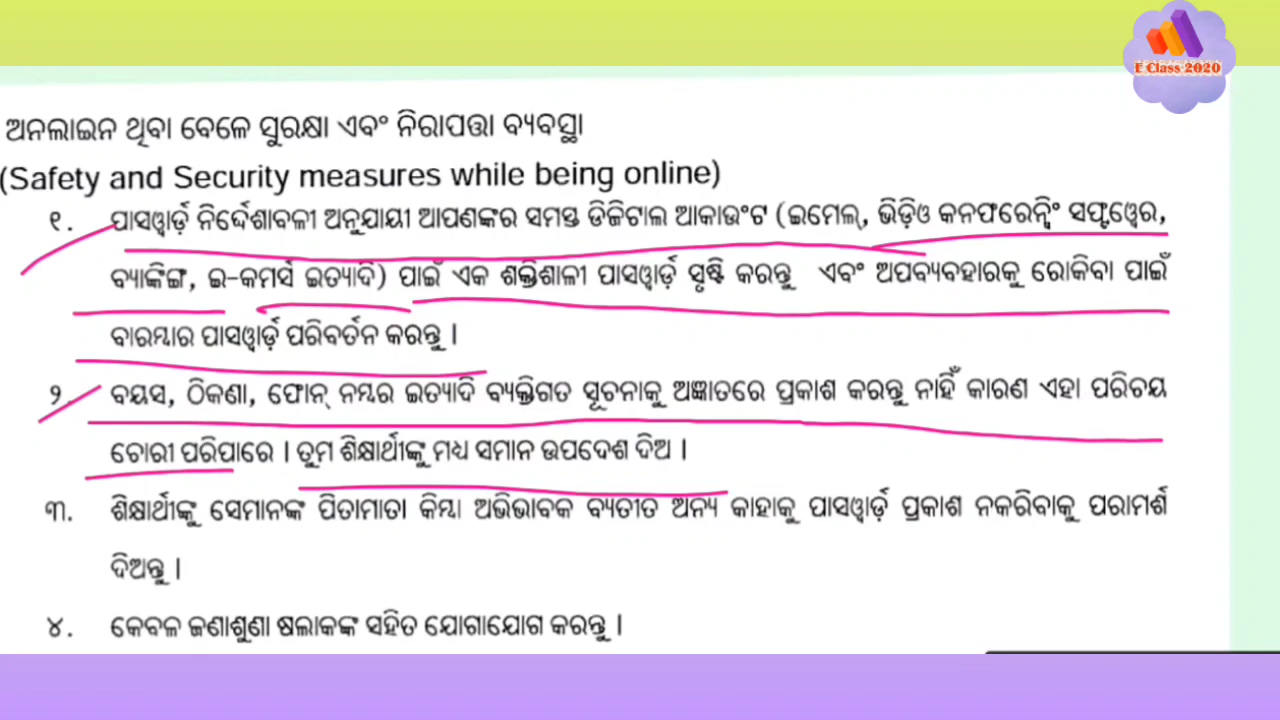 E Class 2020
ଅନଲାଇନ ଥିବା ବେଳେ ସୁରକ୍ଷା ଏବଂ ନିରାପତ୍ତା ବ୍ୟବସ୍ଥା
(Safety and Security measures while being online)
୧. ପାସୱାର୍ଡ଼ ନିର୍ଦ୍ଦେଶାବଳୀ ଅନୁଯାୟୀ ଆପଣଙ୍କର ସମସ୍ତ ଡିଜିଟାଲ ଆକାଉଂଟ (ଇମେଲ୍, ଭିଡ଼ିଓ କନଫରେନ୍ସିଂ ସଫ୍ଟୱେର,
ବ୍ୟାଙ୍କିଙ୍ଗ, ଇ-କମର୍ସ ଇତ୍ୟାଦି) ପାଇଁ ଏକ ଶକ୍ତିଶାଳୀ ପାସୱାର୍ଡ଼ ସୃଷ୍ଟି କରନ୍ତୁ ଏବଂ ଅପବ୍ୟବହାରକୁ ରୋକିବା ପାଇଁ
ବାରମ୍ବାର ପାସୱାର୍ଡ଼ ପରିବର୍ତନ କରନ୍ତୁ ।
୨. ବୟସ, ଠିକଣା, ଫୋନ୍ ନମ୍ବର ଇତ୍ୟାଦି ବ୍ୟକ୍ତିଗତ ସୂଚନାକୁ ଅଜ୍ଞାତରେ ପ୍ରକାଶ କରନ୍ତୁ ନାହିଁ କାରଣ ଏହା ପରିଚୟ
ଚୋରୀ ପରିପାରେ । ତୁମ ଶିକ୍ଷାର୍ଥୀଙ୍କୁ ମଧ୍ୟ ସମାନ ଉପଦେଶ ଦିଅ ।
୩. ଶିକ୍ଷାର୍ଥୀଙ୍କୁ ସେମାନଙ୍କ ପିତାମାତା କିମ୍ବା ଅଭିଭାବକ ବ୍ୟତୀତ ଅନ୍ୟ କାହାକୁ ପାସୱାର୍ଡ଼ ପ୍ରକାଶ ନକରିବାକୁ ପରାମର୍ଶ
ଦିଅନ୍ତୁ ।
୪. କେବଳ ଜଣାଶୁଣା ଷଲାକଙ୍କ ସହିତ ଯୋଗାଯୋଗ କରନ୍ତୁ ।